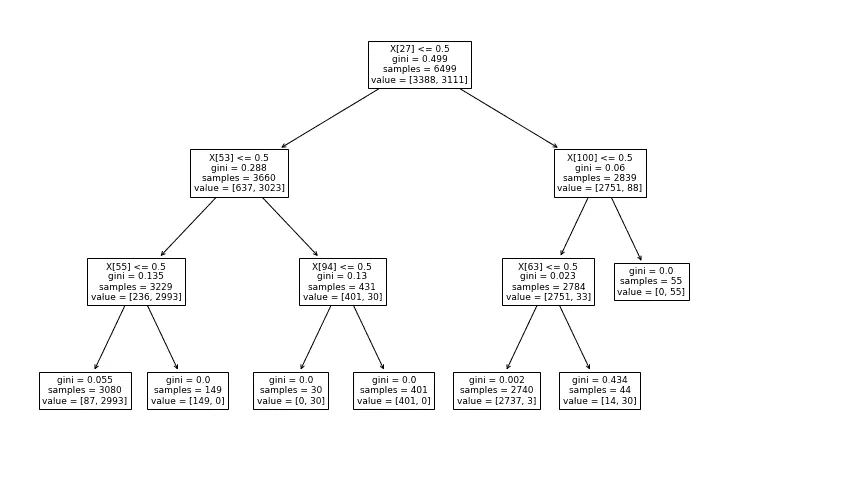 X[27] <= 0.5
gini = 0.499
samples = 6499
value = [3388, 3111]
X[53] <= 0.5
gini = 0.288
samples = 3660
value = [637, 3023]
X[100] <= 0.5
gini = 0.06
samples = 2839
value = [2751, 88]
X[55] <= 0.5
gini = 0.135
samples = 3229
value = [236, 2993]
X[94] <= 0.5
gini = 0.13
samples = 431
value = [401, 30]
X[63] <= 0.5
gini = 0.023
samples = 2784
value = [2751, 33]
gini = 0.0
samples = 55
value = [0, 55]
gini = 0.055
samples = 3080
value = [87, 2993]
gini = 0.0
samples = 149
value = [149, 0]
gini = 0.0
samples = 30
value = [0, 30]
gini = 0.0
samples = 401
value = [401, 0]
gini = 0.002
samples = 2740
value = [2737, 3]
gini = 0.434
samples = 44
value = [14, 30]